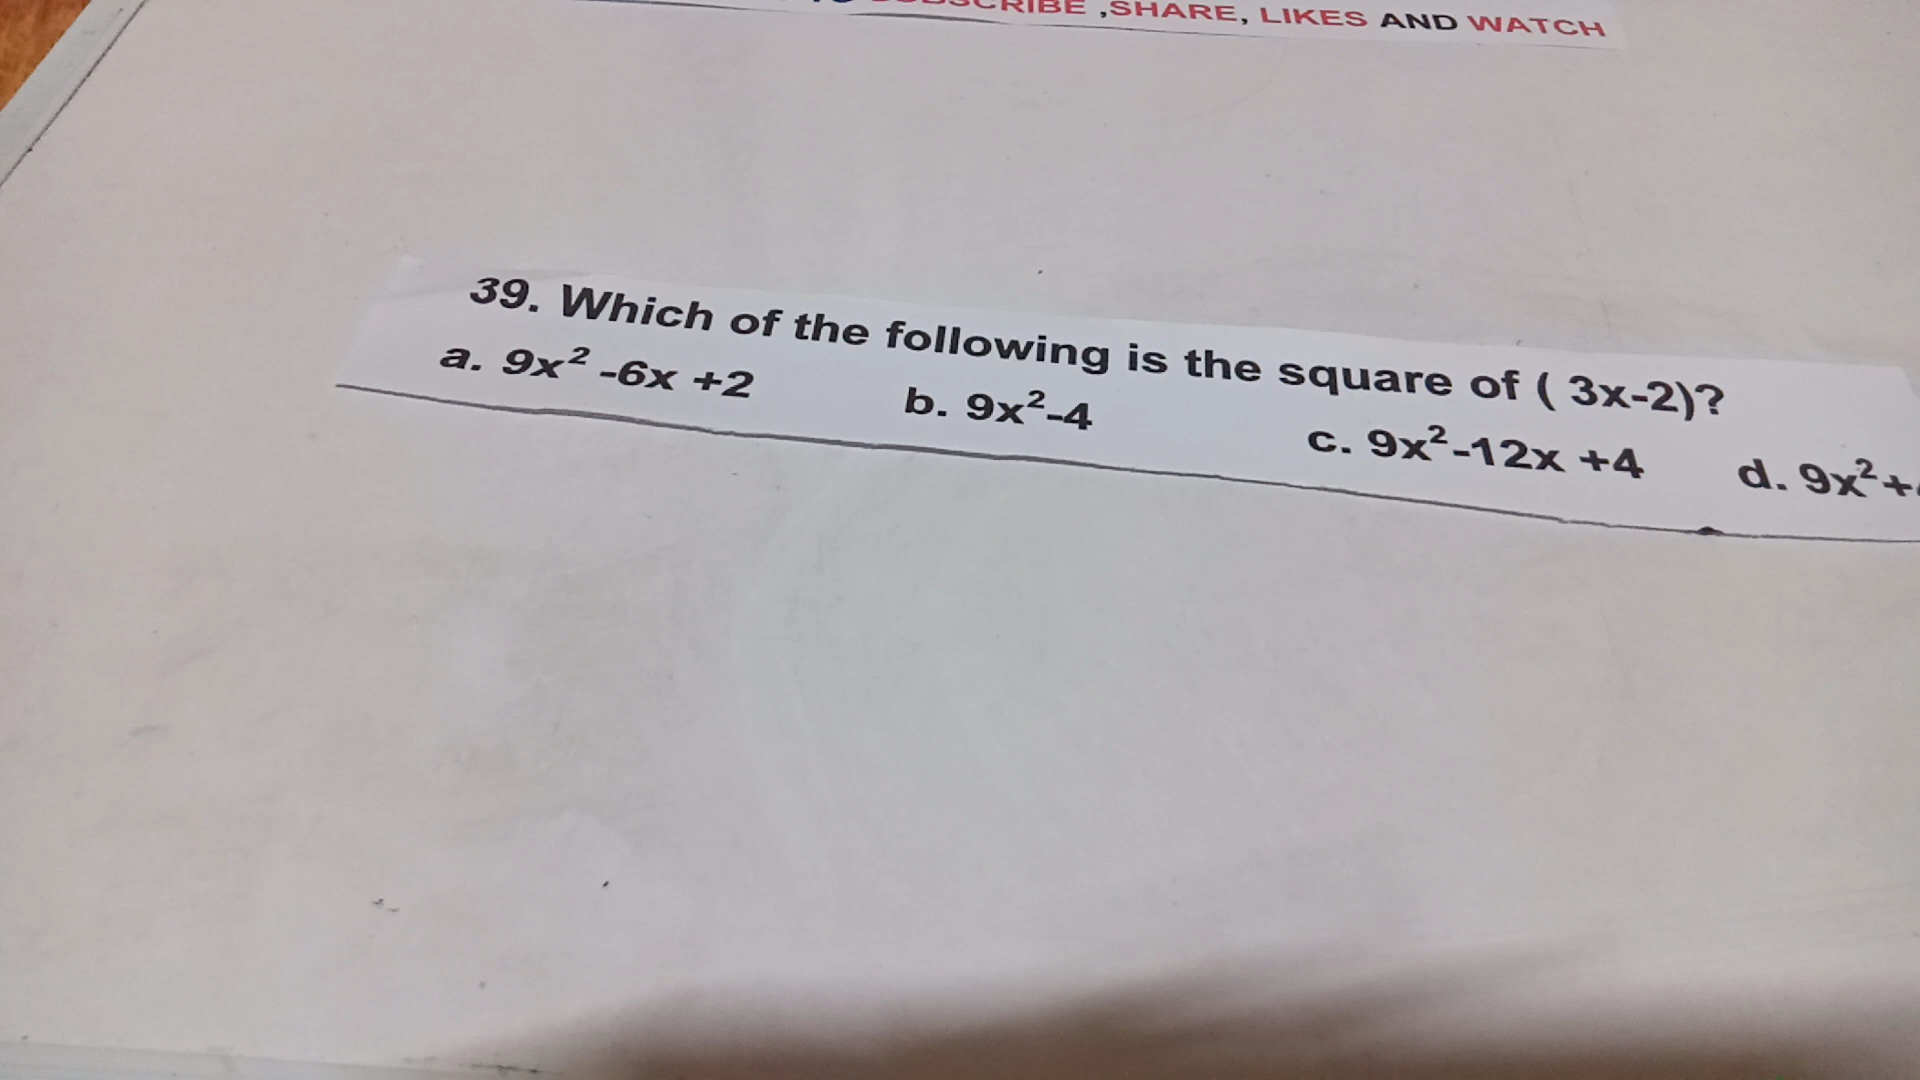 SUBSCRIBE ,SHARE, LIKES AND WATCH
39. Which of the following is the square of ( 3x-2)?
a. 9x² -6x +2 b. 9x²-4 c. 9x²-12x +4 d. 9x²+